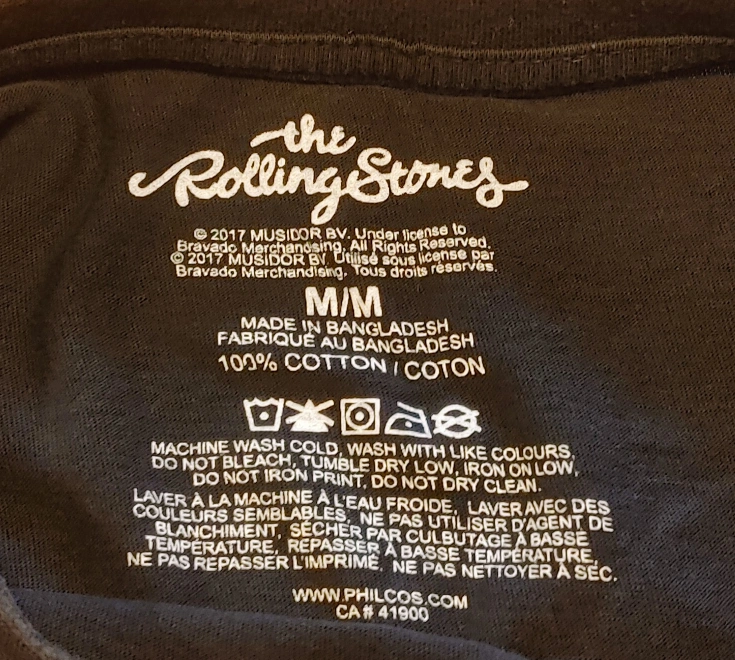 the
Rolling Stones
© 2017 MUSIDOR BV. Under license to
Bravado Merchandising. All Rights Reserved.
© 2017 MUSIDOR BV. Utilisé sous license par
Bravado Merchandising. Tous droits réservés.
M/M
MADE IN BANGLADESH
FABRIQUÉ AU BANGLADESH
100% COTTON / COTON
MACHINE WASH COLD, WASH WITH LIKE COLOURS,
DO NOT BLEACH, TUMBLE DRY LOW, IRON ON LOW,
DO NOT IRON PRINT, DO NOT DRY CLEAN.
LAVER À LA MACHINE À L'EAU FROIDE, LAVER AVEC DES
COULEURS SEMBLABLES, NE PAS UTILISER D'AGENT DE
BLANCHIMENT, SÉCHER PAR CULBUTAGE À BASSE
TEMPÉRATURE, REPASSER À BASSE TEMPÉRATURE,
NE PAS REPASSER L'IMPRIMÉ, NE PAS NETTOYER À SEC.
WWW.PHILCOS.COM
CA# 41900